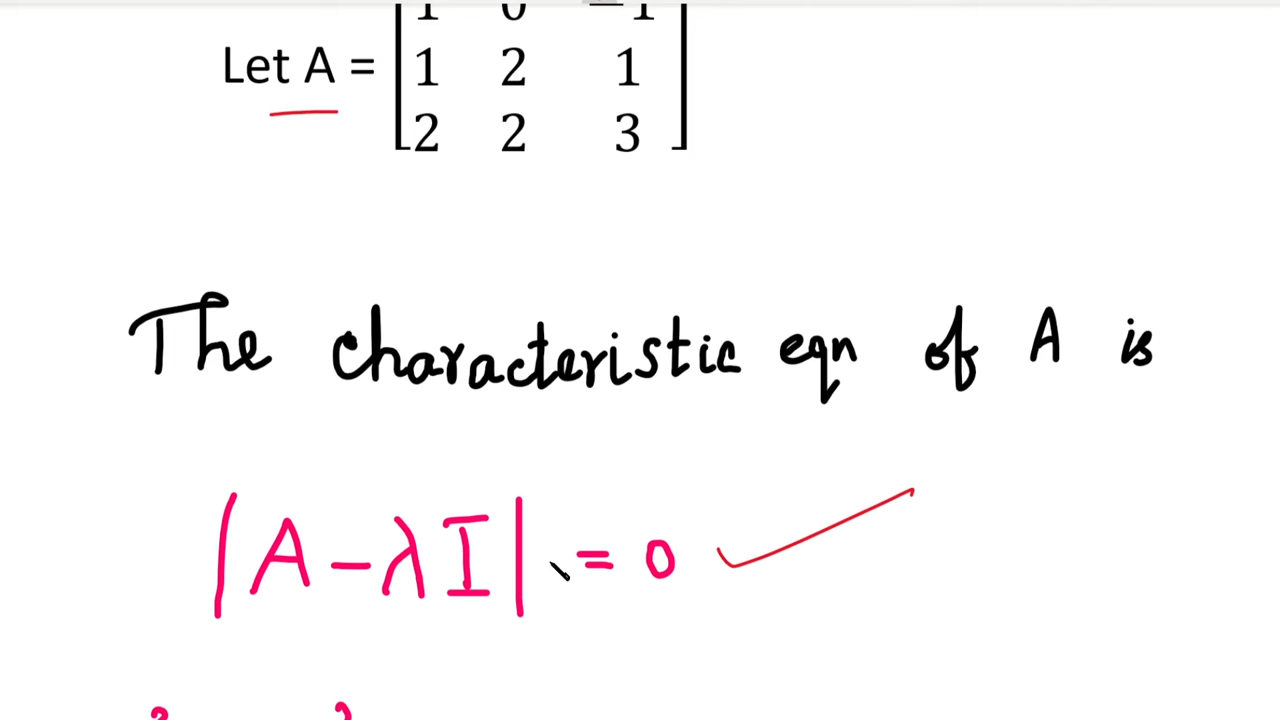 1 0 −1
Let A = 1 2 1
2 2 3
The characteristic eqn of A is
|A − λI| = 0